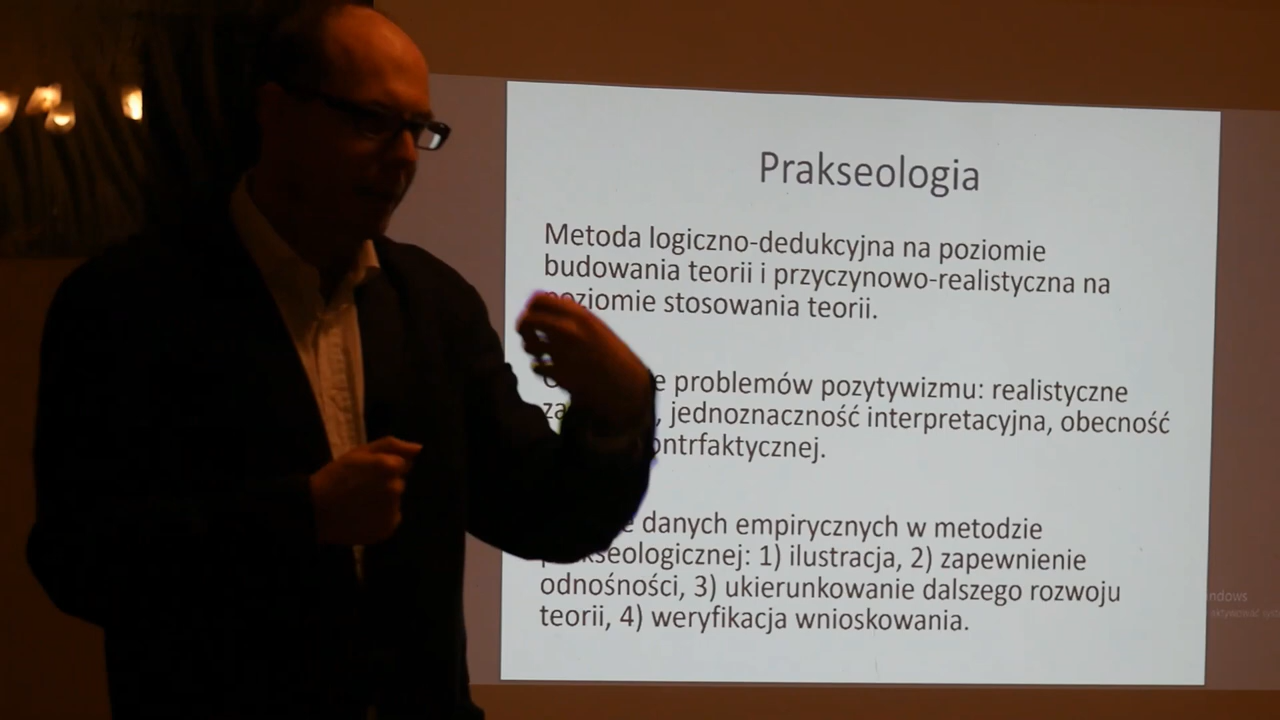 Prakseologia
Metoda logiczno-dedukcyjna na poziomie
budowania teorii i przyczynowo-realistyczna na
poziomie stosowania teorii.
problemów pozytywizmu: realistyczne
jednoznaczność interpretacyjna, obecność
danych empirycznych w metodzie
prakseologicznej: 1) ilustracja, 2) zapewnienie
odnośności, 3) ukierunkowanie dalszego rozwoju
teorii, 4) weryfikacja wnioskowania.